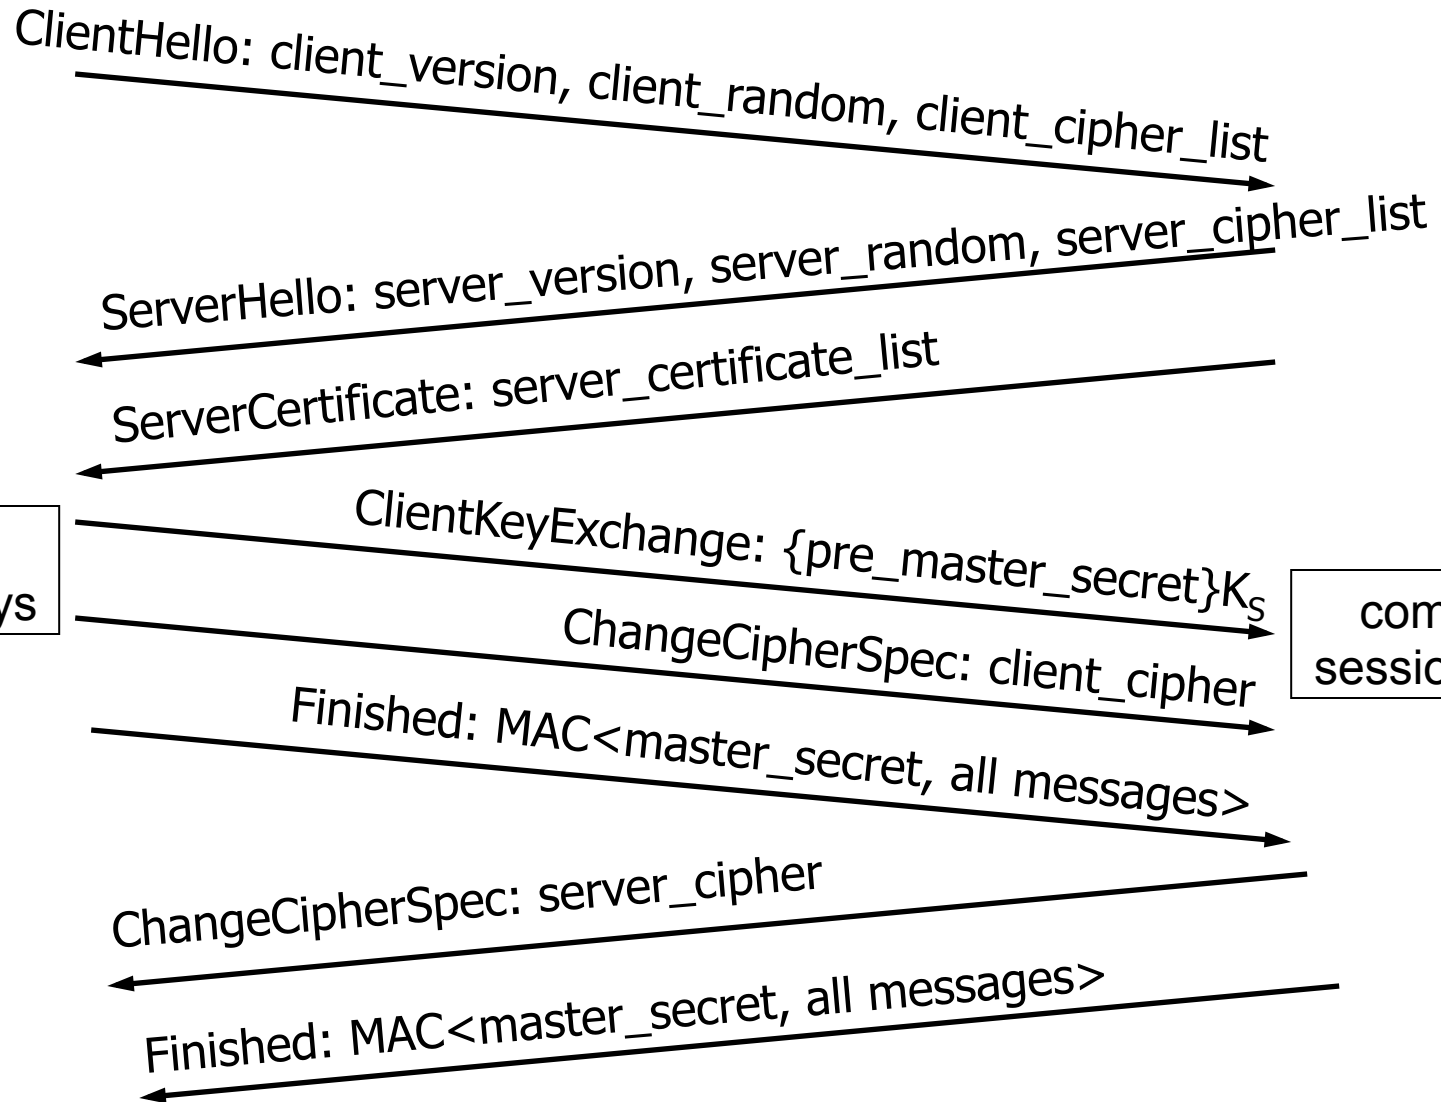 ClientHello: client_version, client_random, client_cipher_list
ServerHello: server_version, server_random, server_cipher_list
ServerCertificate: server_certificate_list
ClientKeyExchange: {pre_master_secret}KS
ChangeCipherSpec: client_cipher
Finished: MAC<master_secret, all messages>
ChangeCipherSpec: server_cipher
Finished: MAC<master_secret, all messages>